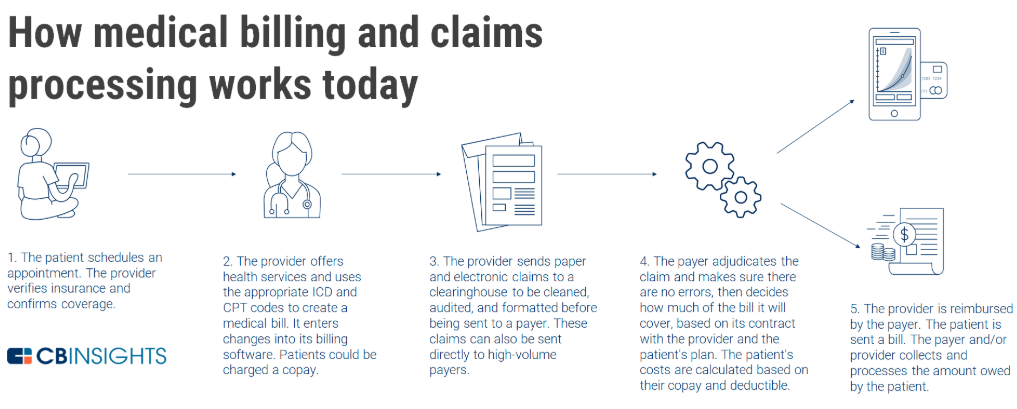 How medical billing and claims
processing works today
1. The patient schedules an
appointment. The provider
verifies insurance and
confirms coverage.
2. The provider offers
health services and uses
the appropriate ICD and
CPT codes to create a
medical bill. It enters
changes into its billing
software. Patients could be
charged a copay.
3. The provider sends paper
and electronic claims to a
clearinghouse to be cleaned,
audited, and formatted before
being sent to a payer. These
claims can also be sent
directly to high-volume
payers.
4. The payer adjudicates the
claim and makes sure there
are no errors, then decides
how much of the bill it will
cover, based on its contract
with the provider and the
patient's plan. The patient's
costs are calculated based on
their copay and deductible.
$
5. The provider is reimbursed
by the payer. The patient is
sent a bill. The payer and/or
provider collects and
processes the amount owed
by the patient.
CBINSIGHTS